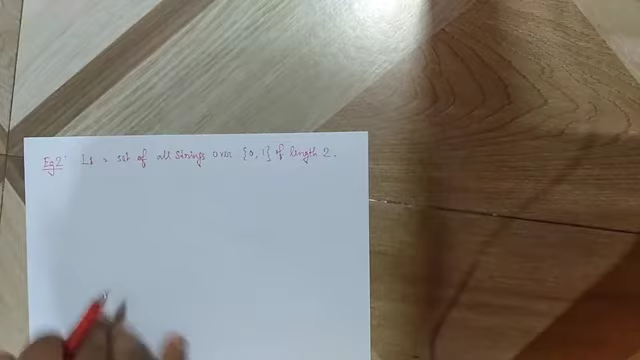 Eg2: L1 = set of all strings over {0, 1} of length 2.